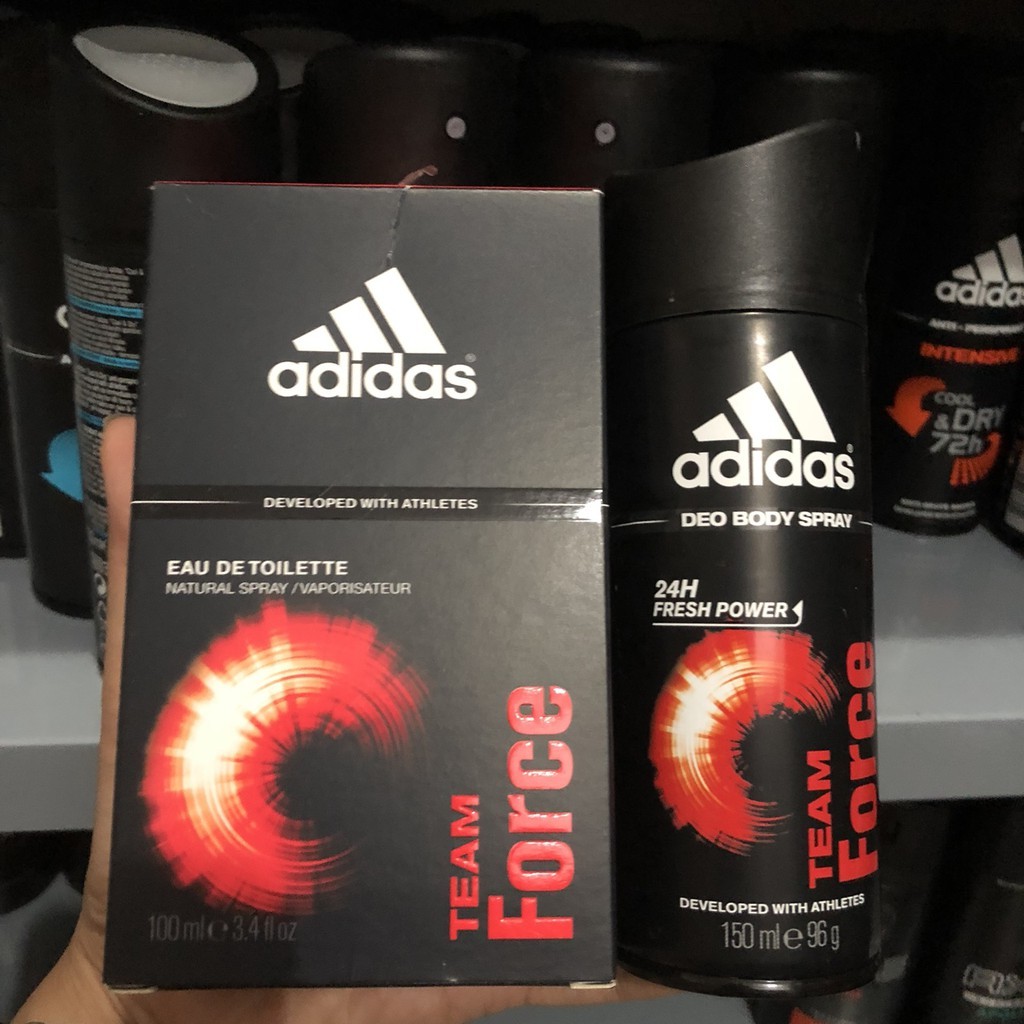 adidas®
DEVELOPED WITH ATHLETES
EAU DE TOILETTE
NATURAL SPRAY / VAPORISATEUR
TEAM
Force
100 ml e 3.4 fl oz
adidas®
DEO BODY SPRAY
24H
FRESH POWER
TEAM
Force
DEVELOPED WITH ATHLETES
150 ml e 96 g
adidas
ANTI-PERSPIRANT
INTENSIVE
COOL
& DRY
72h